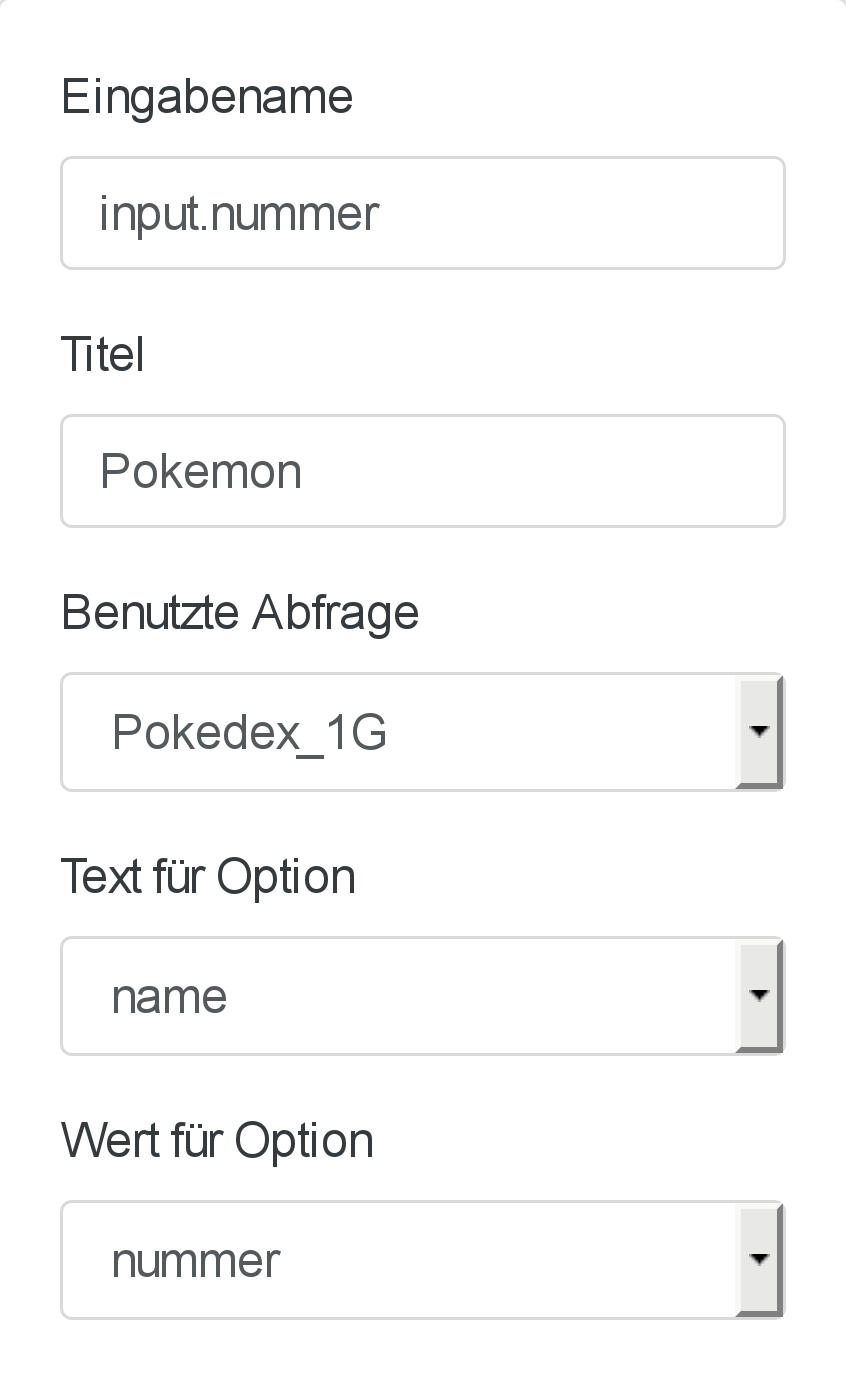 Eingabename
input.nummer
Titel
Pokemon
Benutzte Abfrage
Pokedex_1G
Text für Option
name
Wert für Option
nummer